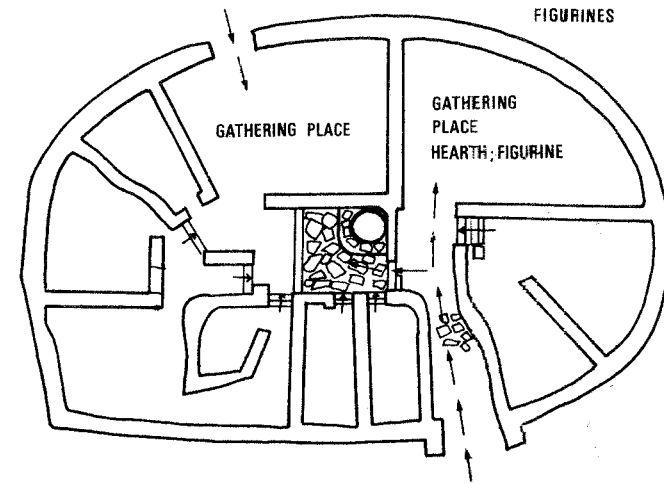 FIGURINES
GATHERING PLACE
GATHERING
PLACE
HEARTH; FIGURINE